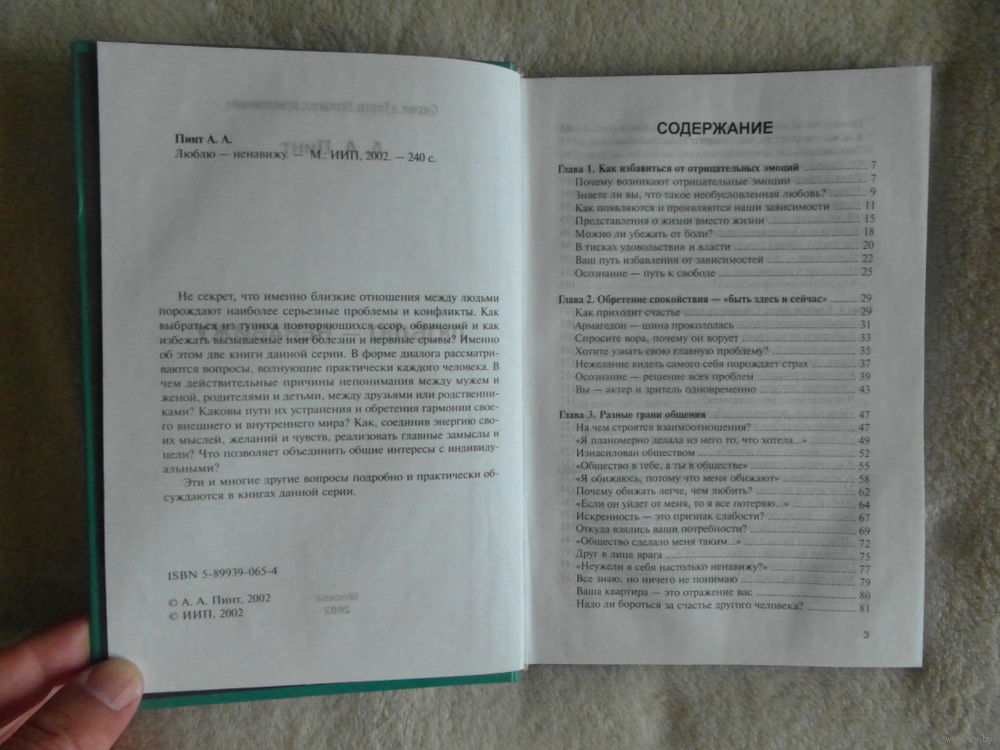 Пинт А. А.
Люблю — ненавижу. — М.: ИИП, 2002. — 240 с.
Не секрет, что именно близкие отношения между людьми
порождают наиболее серьезные проблемы и конфликты. Как
выбраться из тупика повторяющихся ссор, обвинений и как
избежать вызываемые ими болезни и нервные срывы? Именно
об этом две книги данной серии. В форме диалога рассматри-
ваются вопросы, волнующие практически каждого человека. В
чем действительные причины непонимания между мужем и
женой, родителями и детьми, между друзьями или родственни-
ками? Каковы пути их устранения и обретения гармонии свое-
го внешнего и внутреннего мира? Как, соединив энергию сво-
их мыслей, желаний и чувств, реализовать главные замыслы и
цели? Что позволяет объединить общие интересы с индивиду-
альными?
Эти и многие другие вопросы подробно и практически об-
суждаются в книгах данной серии.
ISBN 5-89939-065-4
© А. А. Пинт, 2002
© ИИП, 2002
СОДЕРЖАНИЕ
Глава 1. Как избавиться от отрицательных эмоций 7
Почему возникают отрицательные эмоции 7
Знаете ли вы, что такое необусловленная любовь? 9
Как появляются и проявляются наши зависимости 11
Представления о жизни вместо жизни 15
Можно ли убежать от боли? 18
В тисках удовольствия и власти 20
Ваш путь избавления от зависимостей 22
Осознание — путь к свободе 25
Глава 2. Обретение спокойствия — «быть здесь и сейчас» 29
Как приходит счастье 29
Армагедон — шина прокололась 31
Спросите вора, почему он ворует 33
Хотите узнать свою главную проблему? 35
Нежелание видеть самого себя порождает страх 37
Осознание — решение всех проблем 39
Вы — актер и зритель одновременно 43
Глава 3. Разные грани общения 47
На чем строятся взаимоотношения? 47
«Я планомерно делала из него то, что хотела...» 49
Изнасилован обществом 52
«Общество в тебе, а ты в обществе» 55
«Я обижаюсь, потому что меня обижают» 58
Почему обижать легче, чем любить? 62
«Если он уйдет от меня, то я все потеряю...» 64
Искренность — это признак слабости? 67
Откуда взялись ваши потребности? 69
«Общество сделало меня таким...» 72
Друг в лице врага 75
«Неужели я себя настолько ненавижу?» 77
Все знаю, но ничего не понимаю 79
Ваша квартира — это отражение вас 80
Надо ли бороться за счастье другого человека? 81
3